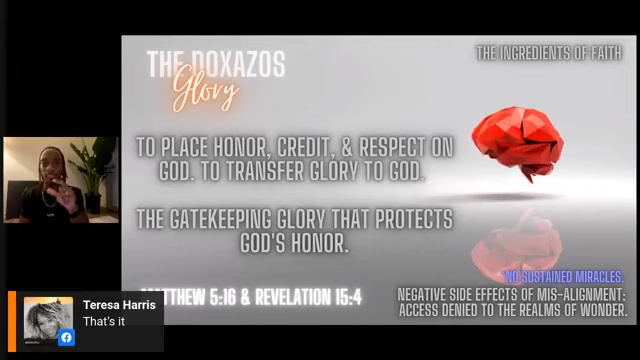 THE DOXAZOS
Glory
THE INGREDIENTS OF FAITH
TO PLACE HONOR, CREDIT, & RESPECT ON
GOD. TO TRANSFER GLORY TO GOD.
THE GATEKEEPING GLORY THAT PROTECTS
GOD'S HONOR.
MATTHEW 5:16 & REVELATION 15:4
*NO SUSTAINED MIRACLES.
NEGATIVE SIDE EFFECTS OF MIS-ALIGNMENT:
ACCESS DENIED TO THE REALMS OF WONDER.
Teresa Harris
That's it